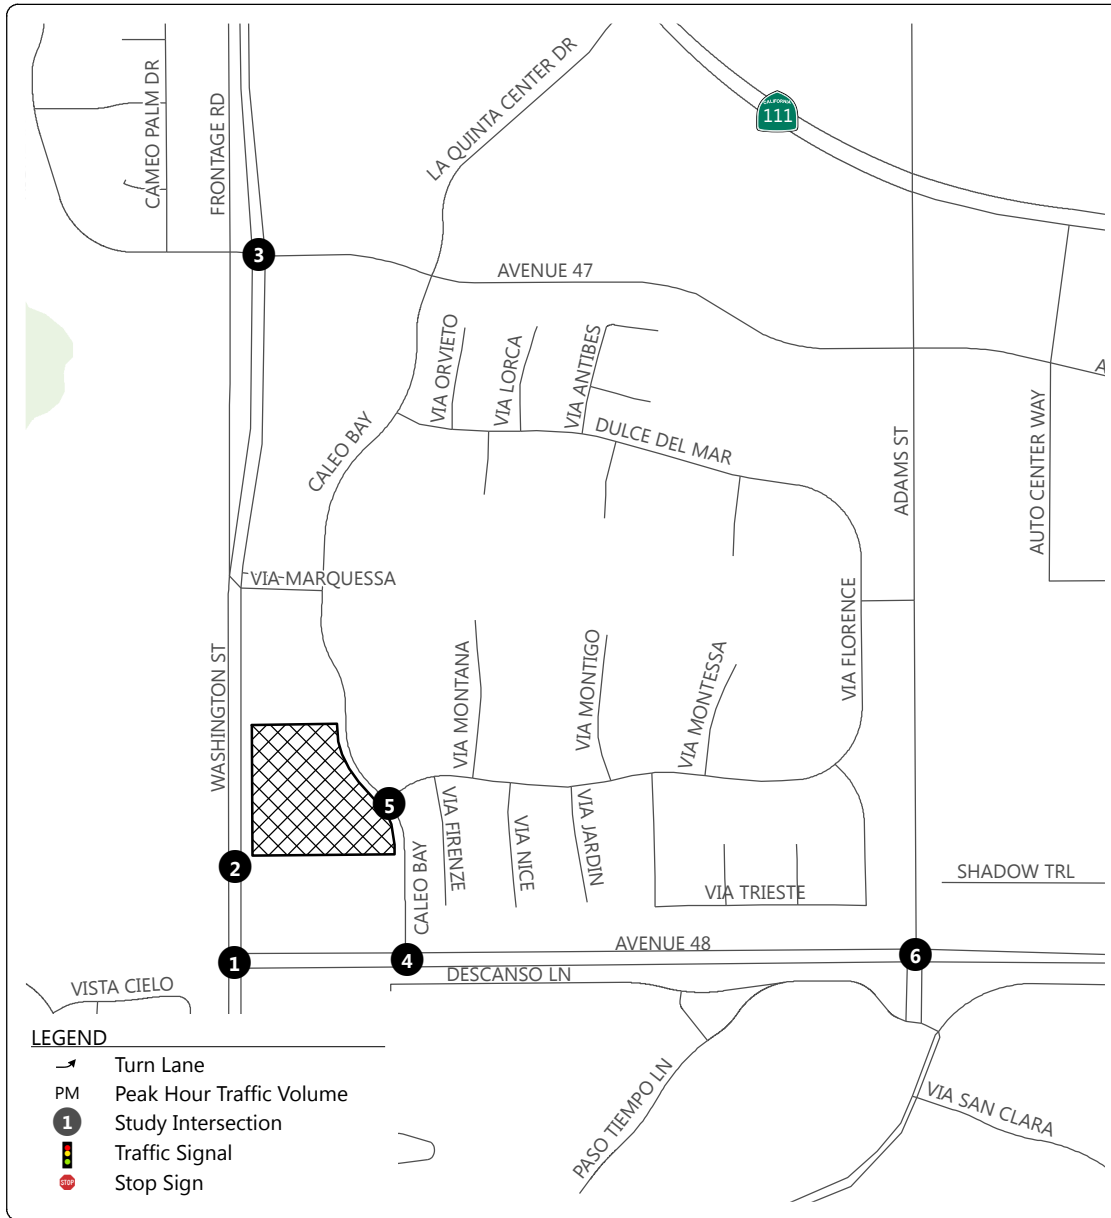 LA QUINTA CENTER DR
CAMEO PALM DR
FRONTAGE RD
CALIFORNIA
111
3
AVENUE 47
VIA ORVIETO
VIA LORCA
VIA ANTIBES
A
CALEO BAY
DULCE DEL MAR
ADAMS ST
AUTO CENTER WAY
VIA MARQUESSA
VIA FLORENCE
WASHINGTON ST
VIA MONTANA
VIA MONTIGO
VIA MONTESSA
5
VIA FIRENZE
VIA NICE
VIA JARDIN
CALEO BAY
2
SHADOW TRL
VIA TRIESTE
AVENUE 48
1
4
6
DESCANSO LN
VISTA CIELO
PASO TIEMPO LN
VIA SAN CLARA
LEGEND
Turn Lane
PM Peak Hour Traffic Volume
1 Study Intersection
Traffic Signal
STOP Stop Sign